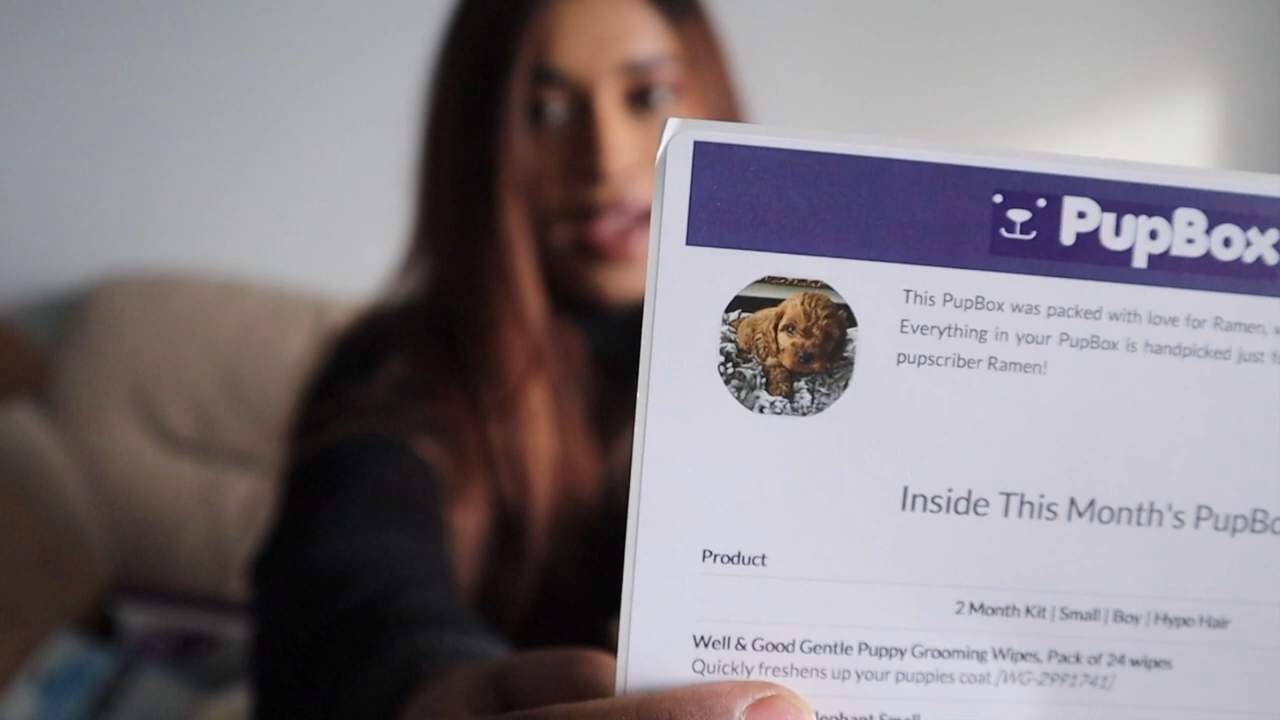 PupBox
This PupBox was packed with love for Ramen,
Everything in your PupBox is handpicked just
pupscriber Ramen!
Inside This Month's
Product
2 Month Kit | Small | Boy | Hypo Hair
Well & Good Gentle Puppy Grooming Wipes, Pack of 24 wipes
Quickly freshens up your puppies coat [WG-2991741]
Small